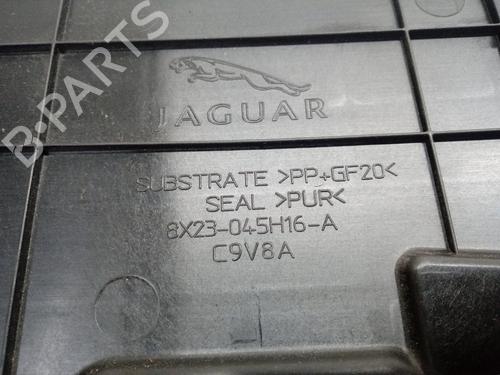 B-PARTS
JAGUAR
SUBSTRATE >PP+GF20<
SEAL >PUR<
8X23-045H16-A
C9V8A